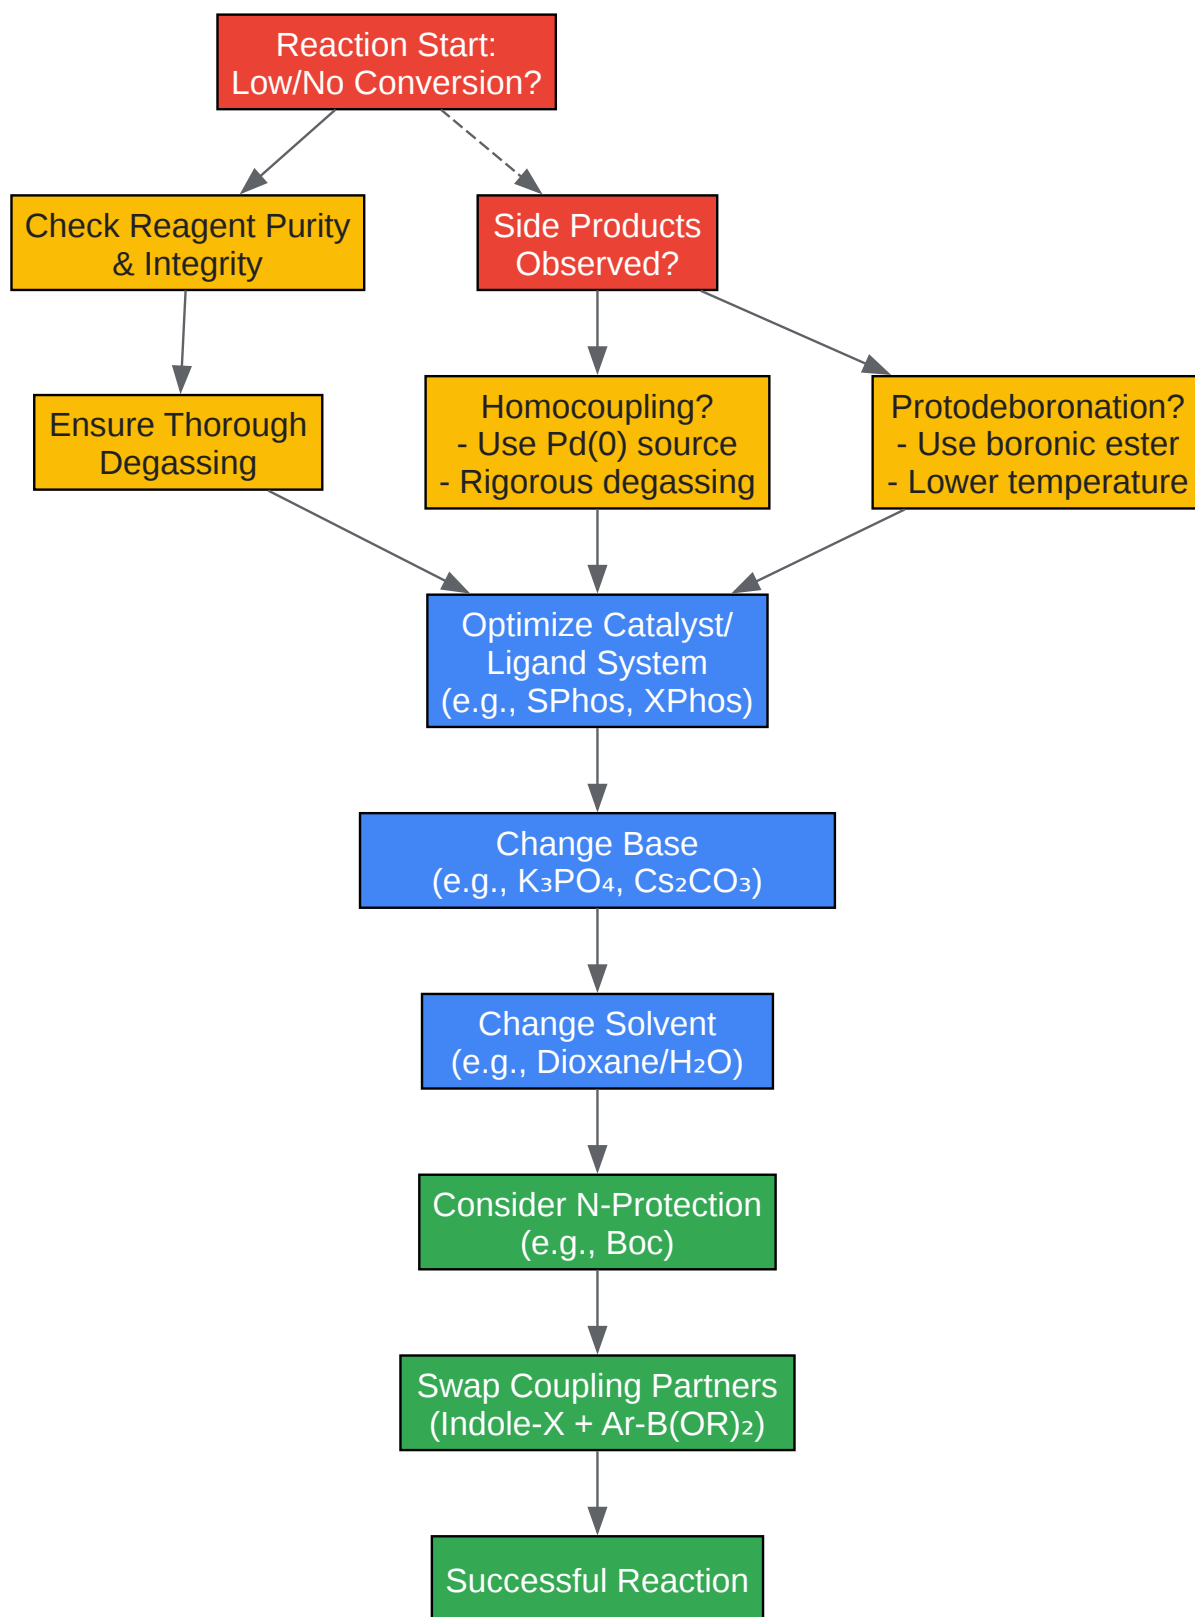 Reaction Start:
Low/No Conversion?
Check Reagent Purity
& Integrity
Side Products
Observed?
Ensure Thorough
Degassing
Homocoupling?
- Use Pd(0) source
- Rigorous degassing
Protodeboronation?
- Use boronic ester
- Lower temperature
Optimize Catalyst/
Ligand System
(e.g., SPhos, XPhos)
Change Base
(e.g., K₃PO₄, Cs₂CO₃)
Change Solvent
(e.g., Dioxane/H₂O)
Consider N-Protection
(e.g., Boc)
Swap Coupling Partners
(Indole-X + Ar-B(OR)₂)
Successful Reaction